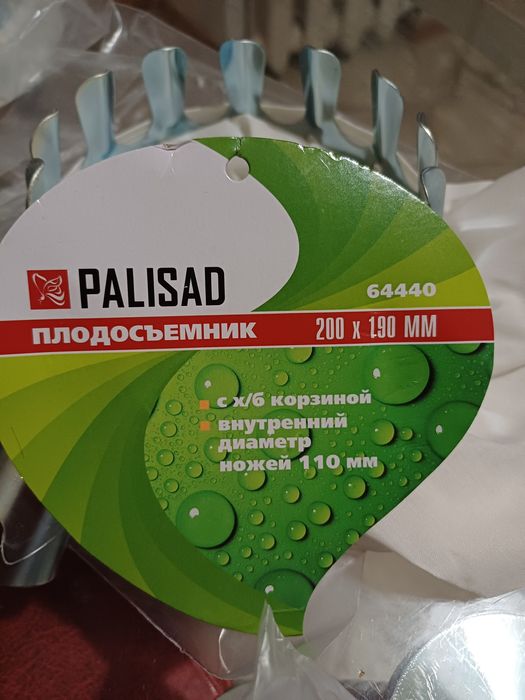 PALISAD
64440
ПЛОДОСЪЕМНИК 200 х 190 ММ
с х/б корзиной
внутренний
диаметр
ножей 110 мм